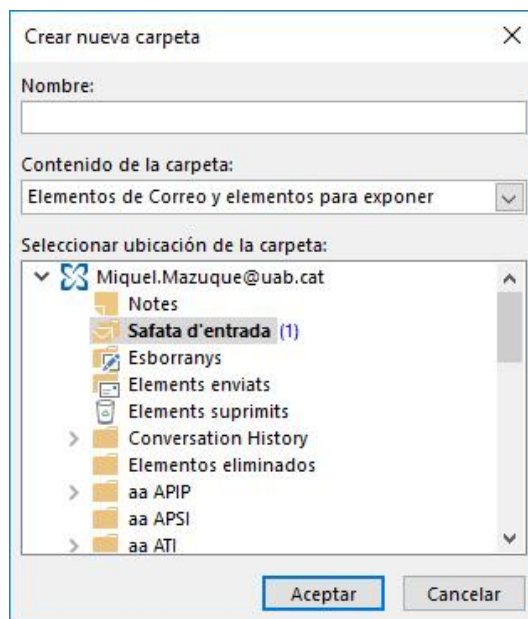 Crear nueva carpeta
Nombre:
Contenido de la carpeta:
Elementos de Correo y elementos para exponer
Seleccionar ubicación de la carpeta:
Miquel.Mazuque@uab.cat
Notes
Safata d'entrada (1)
Esborranys
Elements enviats
Elements suprimits
Conversation History
Elementos eliminados
aa APIP
aa APSI
aa ATI
Aceptar Cancelar